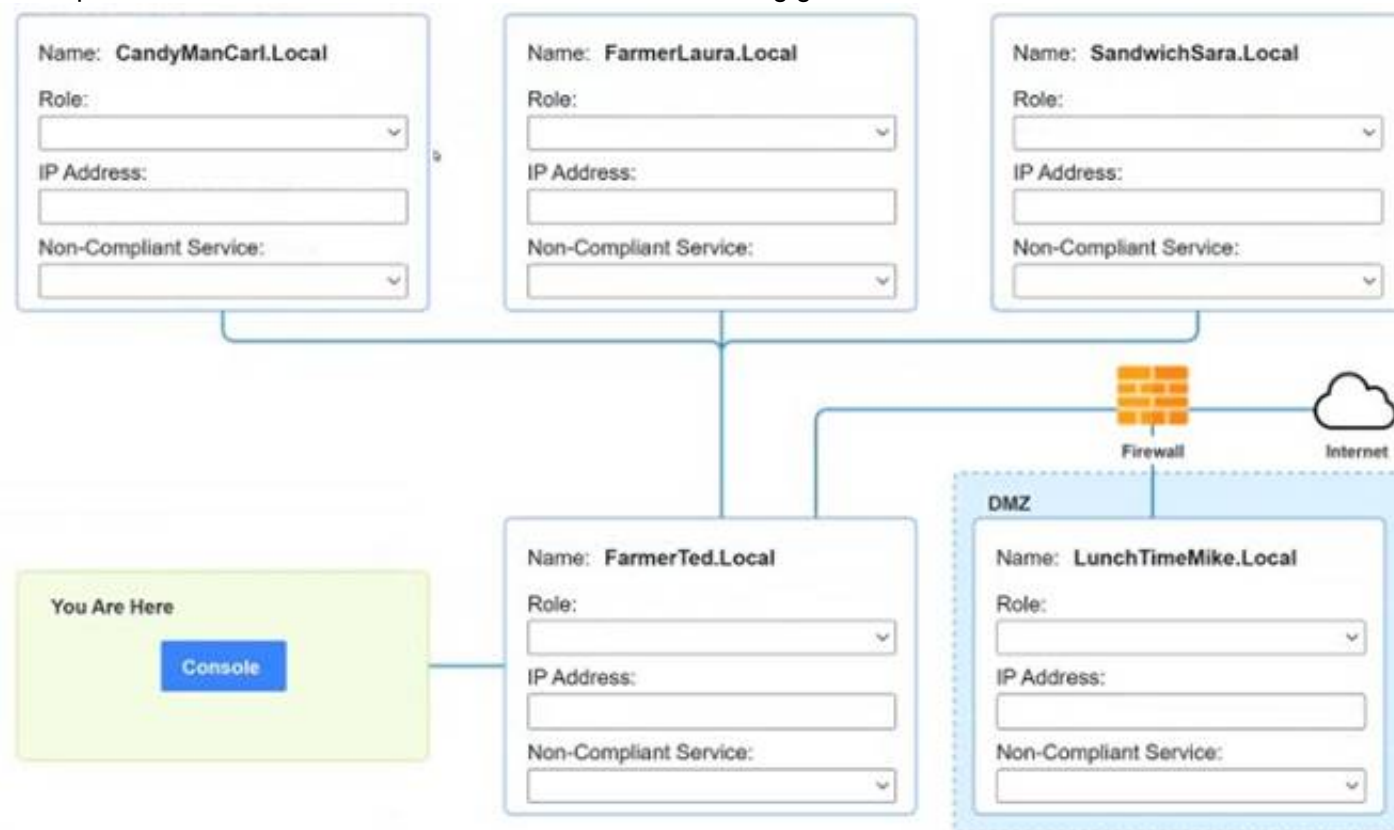 Name: CandyManCarl.Local
Role:
IP Address:
Non-Compliant Service:
Name: FarmerLaura.Local
Role:
IP Address:
Non-Compliant Service:
Name: SandwichSara.Local
Role:
IP Address:
Non-Compliant Service:
Firewall
Internet
You Are Here
Console
Name: FarmerTed.Local
Role:
IP Address:
Non-Compliant Service:
DMZ
Name: LunchTimeMike.Local
Role:
IP Address:
Non-Compliant Service: